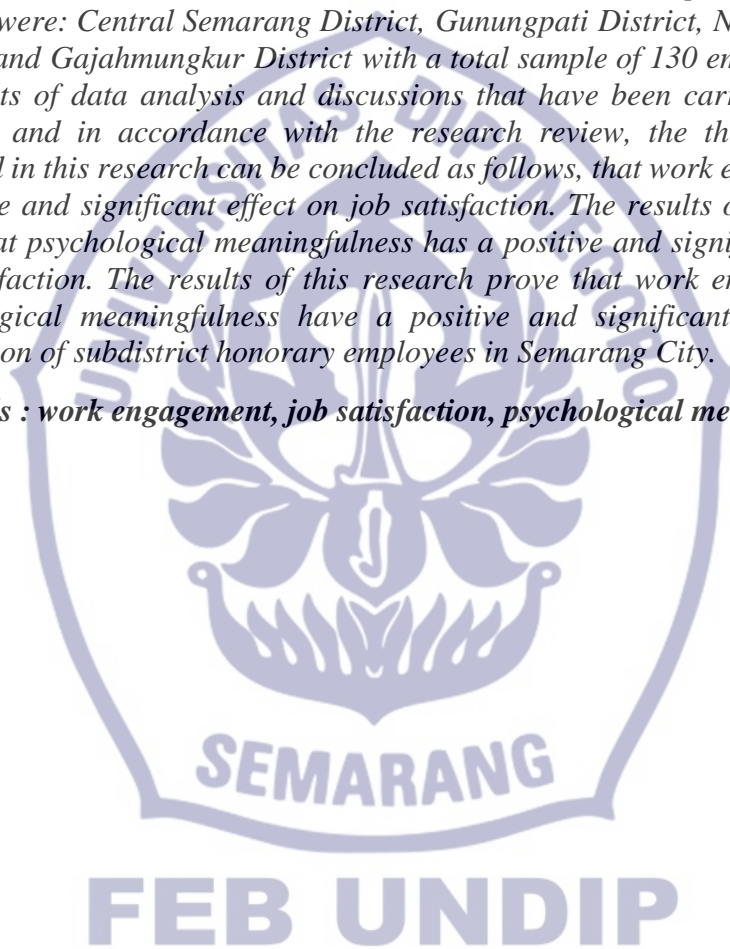 were: Central Semarang District, Gunungpati District, N
and Gajahmungkur District with a total sample of 130 em
ts of data analysis and discussions that have been carr
and in accordance with the research review, the th
l in this research can be concluded as follows, that work e
e and significant effect on job satisfaction. The results o
at psychological meaningfulness has a positive and signi
faction. The results of this research prove that work en
gical meaningfulness have a positive and significant
on of subdistrict honorary employees in Semarang City.
s : work engagement, job satisfaction, psychological me
UNIVERSITAS DIPONEGORO
SEMARANG
FEB UNDIP